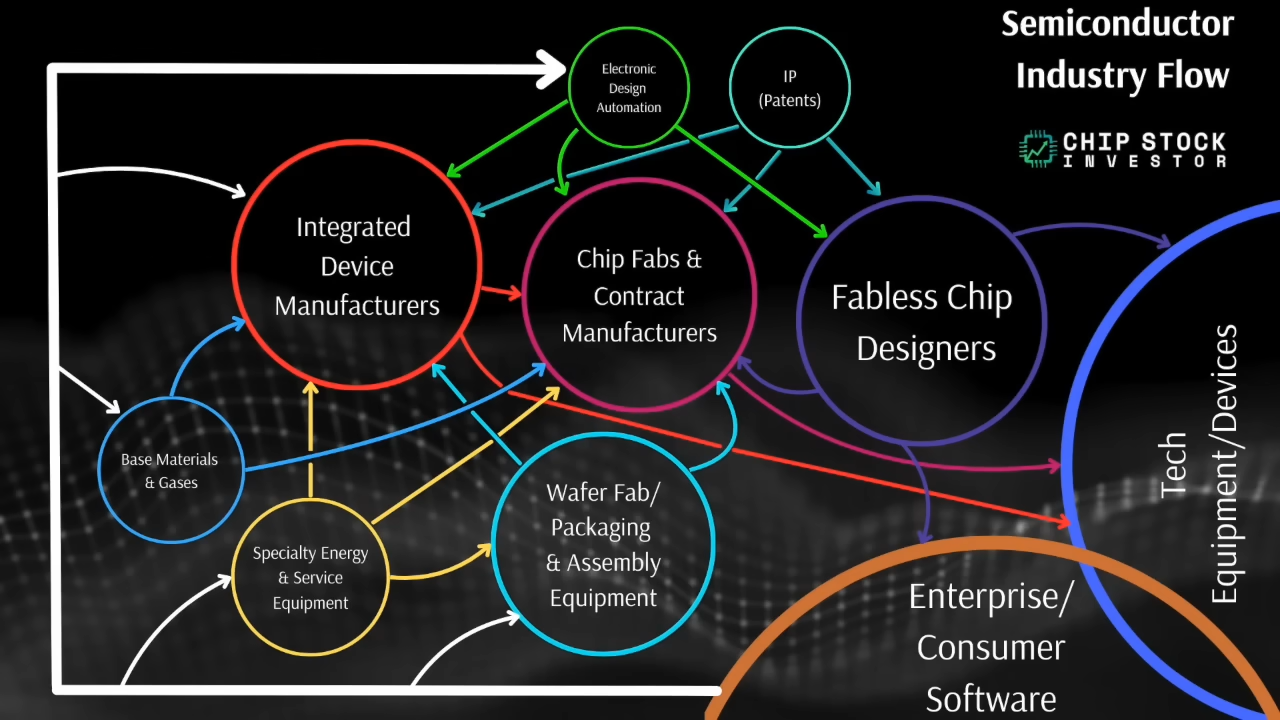 Semiconductor
Industry Flow
CHIP STOCK
INVESTOR
Electronic
Design
Automation
IP
(Patents)
Integrated
Device
Manufacturers
Chip Fabs &
Contract
Manufacturers
Fabless Chip
Designers
Tech
Equipment/Devices
Base Materials
& Gases
Specialty Energy
& Service
Equipment
Wafer Fab/
Packaging
& Assembly
Equipment
Enterprise/
Consumer
Software